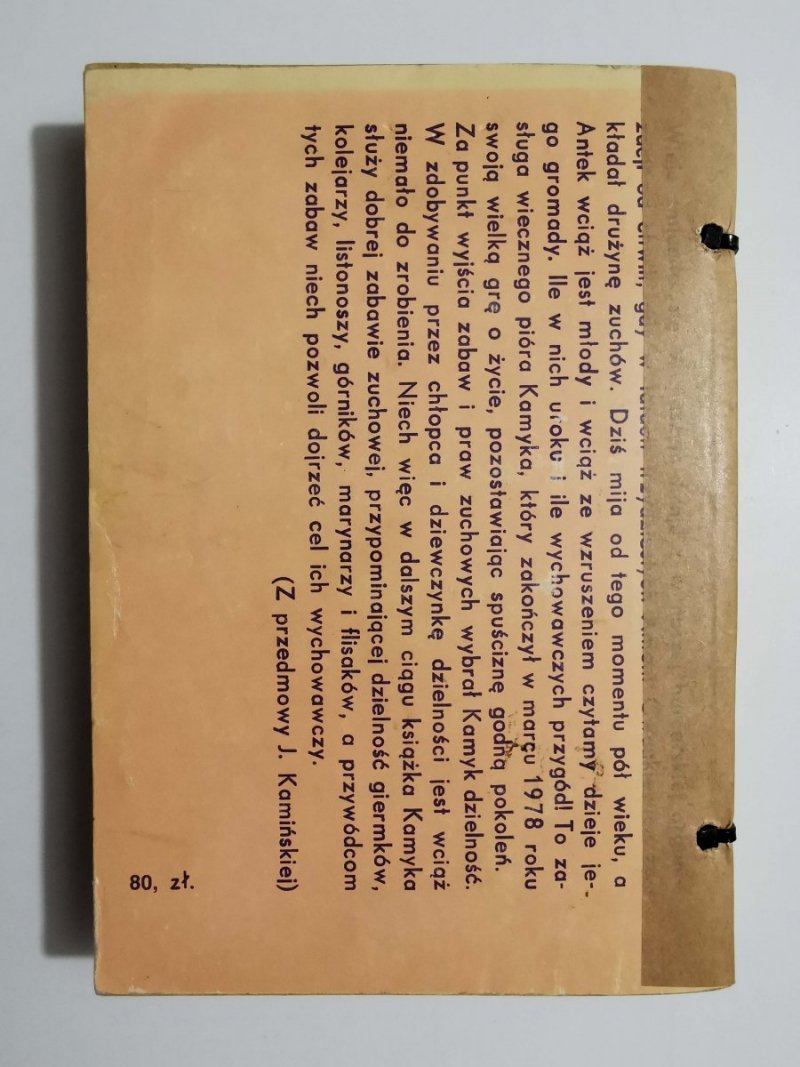 kładał drużynę zuchów. Dziś mija od tego momentu pół wieku, a
Antek wciąż jest młody i wciąż ze wzruszeniem czytamy dzieje je-
go gromady. Ile w nich uroku i ile wychowawczych przygód! To za-
sługa wiecznego pióra Kamyka, który zakończył w marcu 1978 roku
swoją wielką grę o życie, pozostawiając spuściznę godną pokoleń.
Za punkt wyjścia zabaw i praw zuchowych wybrał Kamyk dzielność.
W zdobywaniu przez chłopca i dziewczynkę dzielności jest wciąż
niemało do zrobienia. Niech więc w dalszym ciągu książka Kamyka
służy dobrej zabawie zuchowej, przypominającej dzielność giermków,
kolejarzy, listonoszy, górników, marynarzy i flisaków, a przywódcom
tych zabaw niech pozwoli dojrzeć cel ich wychowawczy.
(Z przedmowy J. Kamińskiej)
80, zł.